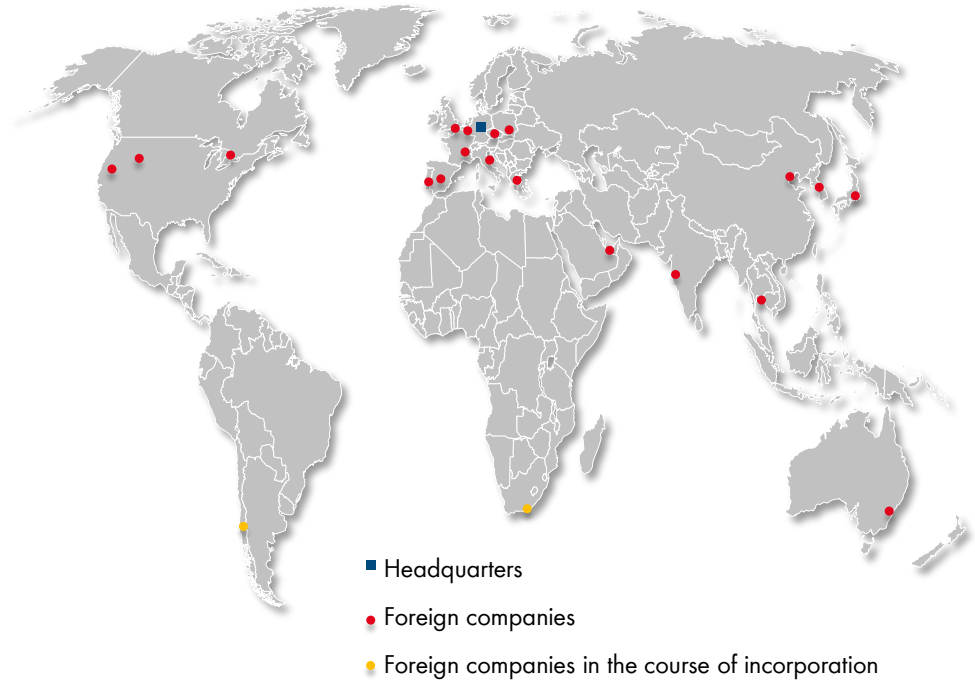 Headquarters
Foreign companies
Foreign companies in the course of incorporation